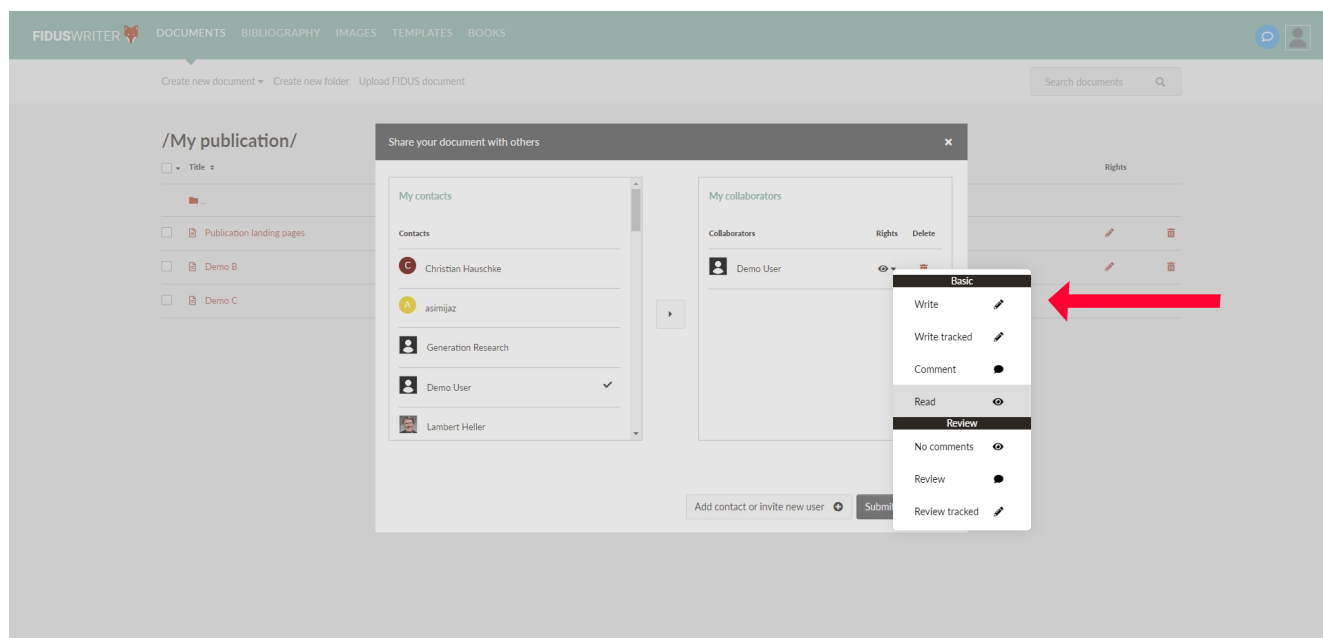 FIDUSWRITER DOCUMENTS BIBLIOGRAPHY IMAGES TEMPLATES BOOKS
Create new document Create new folder Upload FIDUS document Search documents
/My publication/
Title Rights
..
Publication landing pages
Demo B
Demo C
Share your document with others
My contacts
Contacts
C Christian Hauschke
A asimijaz
Generation Research
Demo User
Lambert Heller
My collaborators
Collaborators Rights Delete
Demo User
Basic
Write
Write tracked
Comment
Read
Review
No comments
Review
Review tracked
Add contact or invite new user Submi